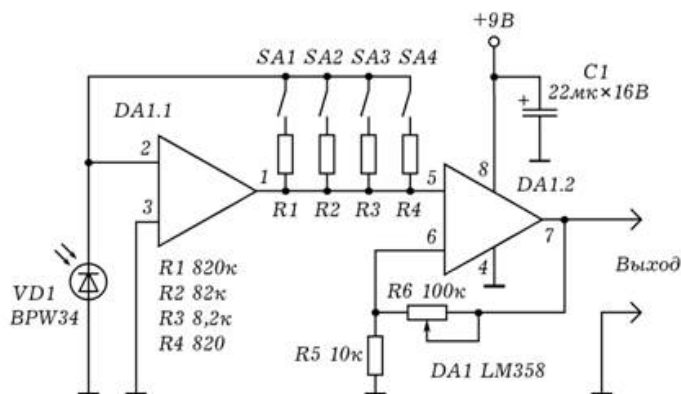 +9В
SA1 SA2 SA3 SA4
C1
22мк×16В
DA1.1
2
1
3
R1 R2 R3 R4
5
8
DA1.2
6
7
4
R1 820к
R2 82к
R3 8,2к
R4 820
VD1
BPW34
R6 100к
Выход
R5 10к
DA1 LM358
+